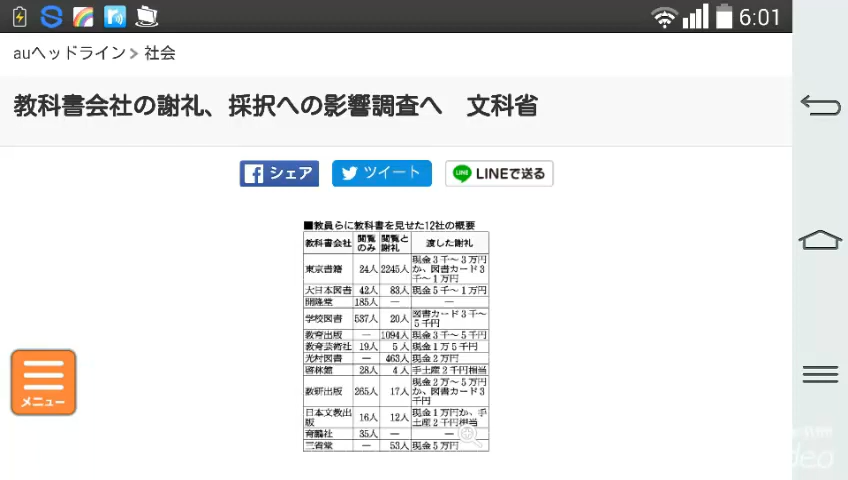 6:01
auヘッドライン > 社会
教科書会社の謝礼、採択への影響調査へ 文科省
シェア
ツイート
LINEで送る
■教員らに教科書を見せた12社の概要
教科書会社 閲覧のみ 閲覧と謝礼 渡した謝礼
東京書籍 24人 2245人 現金3千〜3万円か、図書カード3千〜1万円
大日本図書 42人 83人 現金5千〜1万円
開隆堂 185人 ― ―
学校図書 537人 20人 図書カード3千〜5千円
教育出版 ― 1094人 現金3千〜5千円
教育芸術社 19人 5人 現金1万5千円
光村図書 ― 463人 現金2万円
啓林館 28人 4人 手土産2千円相当
数研出版 265人 17人 現金2万〜5万円か、図書カード3千円
日本文教出版 16人 12人 現金1万円か、手土産2千円相当
育鵬社 35人 ― ―
三省堂 ― 53人 現金5万円
メニュー